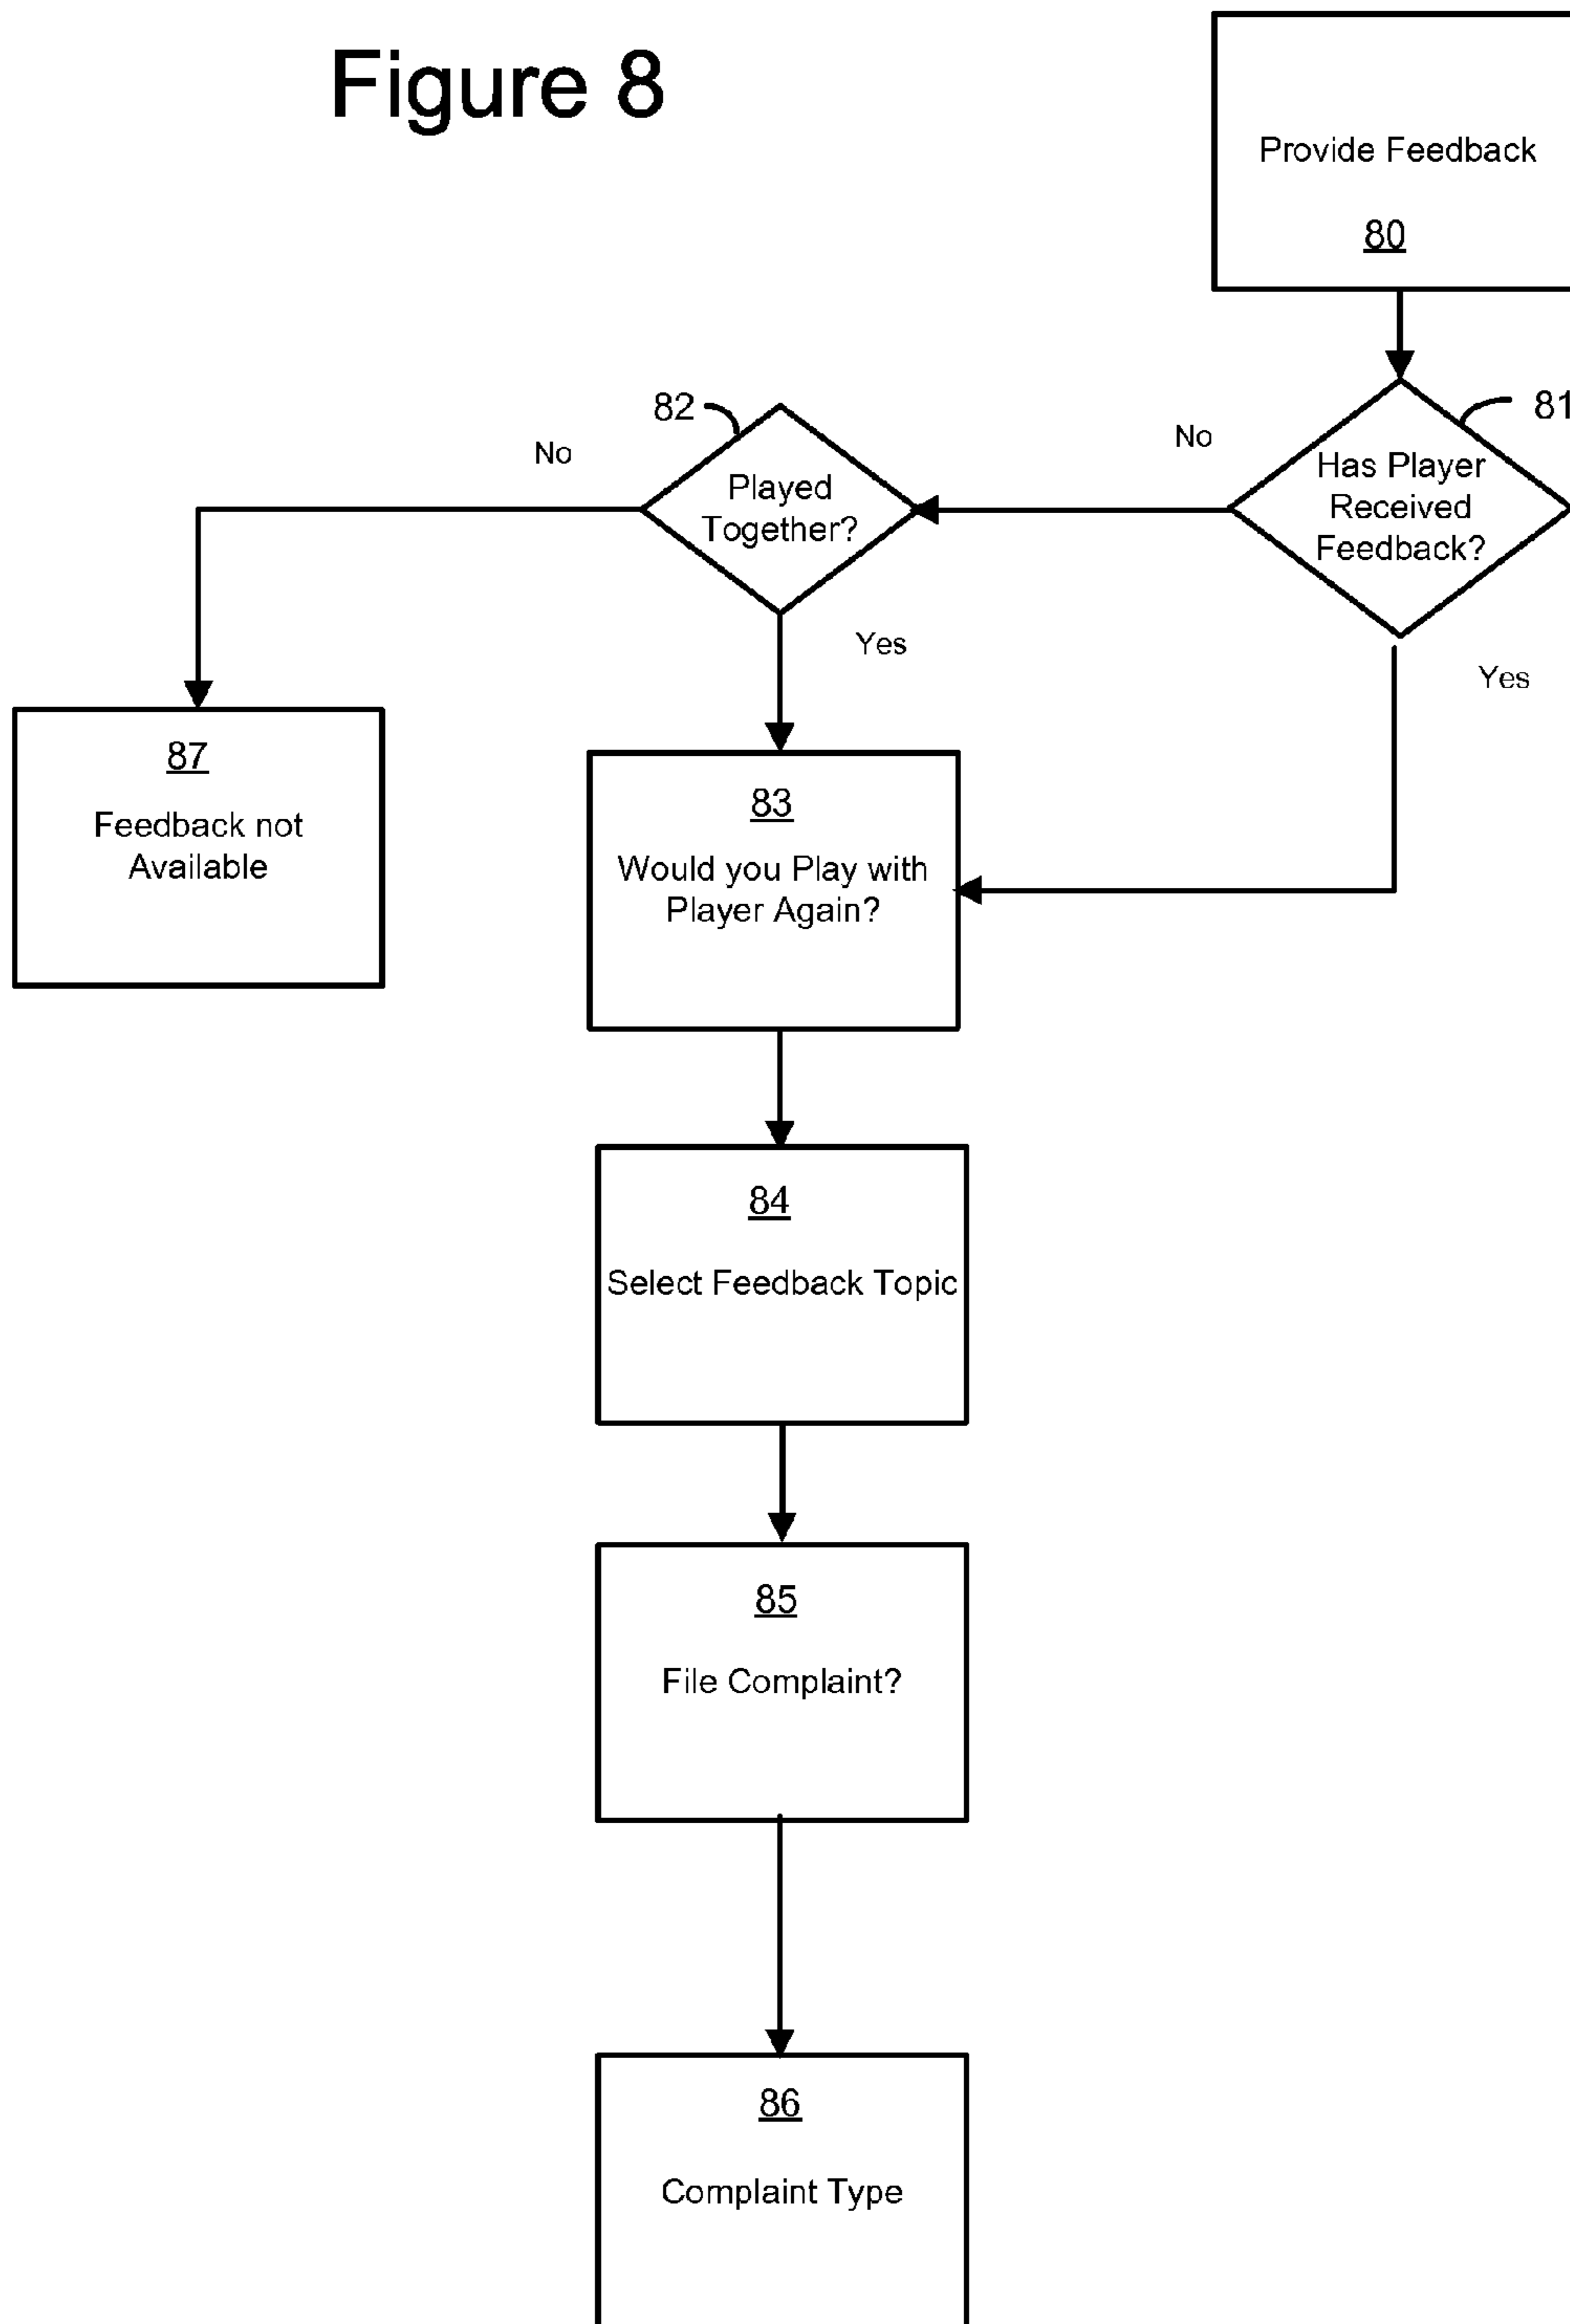 Figure 8
Provide Feedback
80
81
Has Player
Received
Feedback?
No
Yes
82
Played
Together?
No
Yes
87
Feedback not
Available
83
Would you Play with
Player Again?
84
Select Feedback Topic
85
File Complaint?
86
Complaint Type